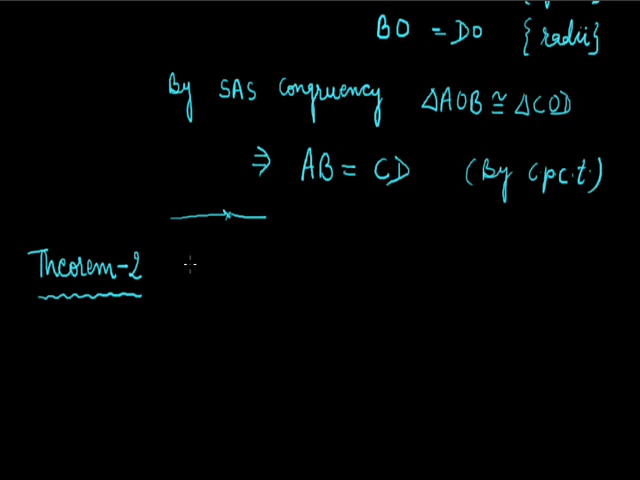 BO = DO {radii}
By SAS Congruency ΔAOB ≅ ΔCOD
⇒ AB = CD (By C.p.c.t.)
Theorem-2